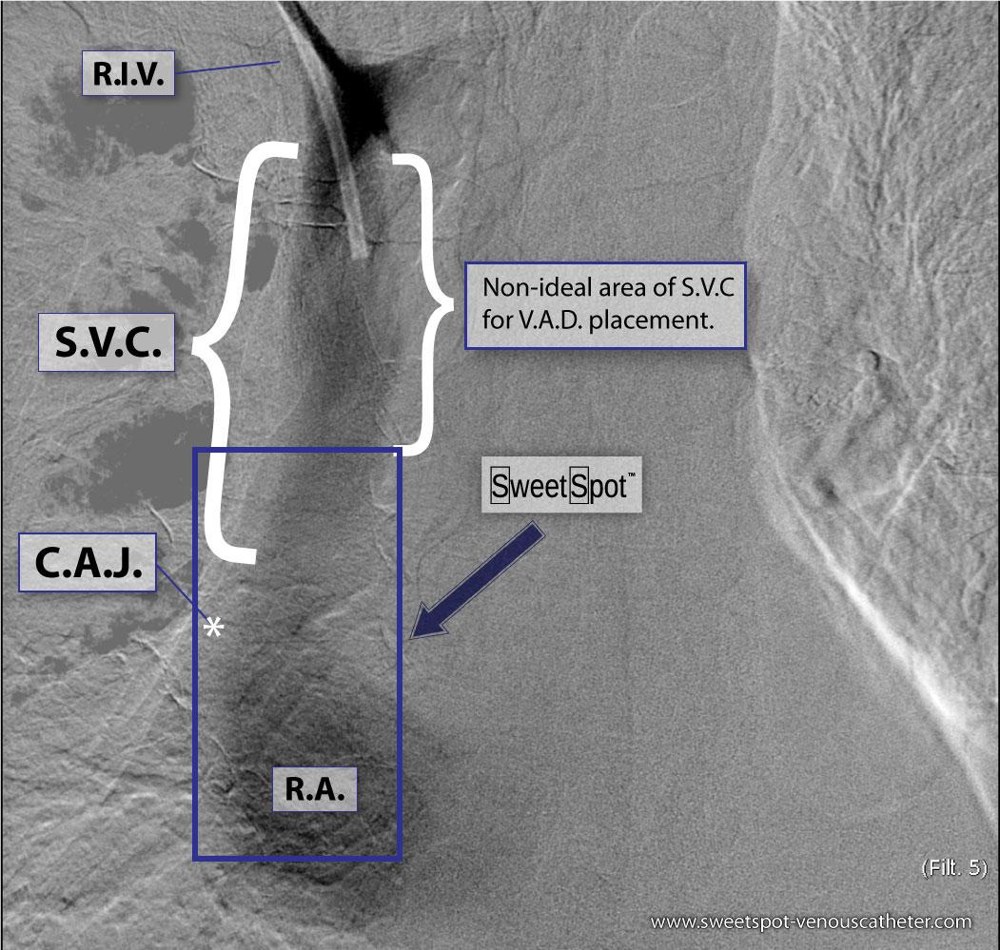 R.I.V.
S.V.C.
Non-ideal area of S.V.C
for V.A.D. placement.
SweetSpot™
C.A.J.
*
R.A.
(Filt. 5)
www.sweetspot-venouscatheter.com